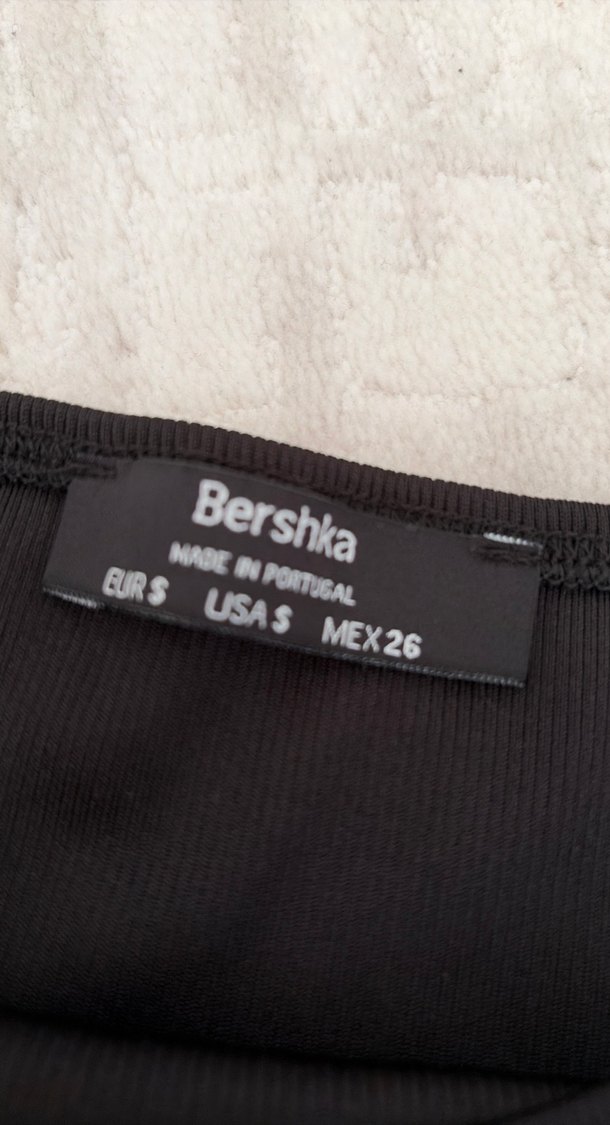 Bershka
MADE IN PORTUGAL
EUR S USA S MEX 26